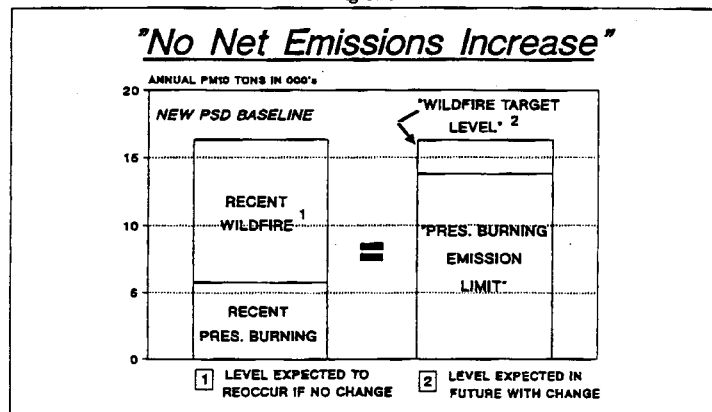 "No Net Emissions Increase"
ANNUAL PM10 TONS IN 000's
20
NEW PSD BASELINE
"WILDFIRE TARGET
LEVEL" 2
15
RECENT
WILDFIRE 1
10
=
"PRES. BURNING
EMISSION
LIMIT"
5
RECENT
PRES. BURNING
0
1 LEVEL EXPECTED TO
REOCCUR IF NO CHANGE
2 LEVEL EXPECTED IN
FUTURE WITH CHANGE